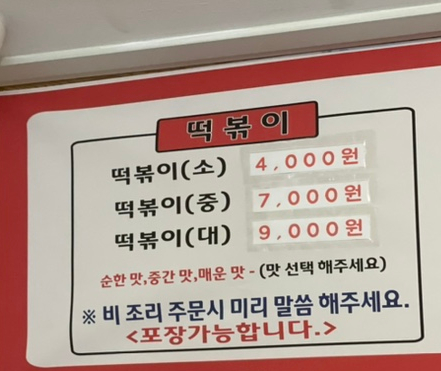 떡볶이
떡볶이(소) 4,000원
떡볶이(중) 7,000원
떡볶이(대) 9,000원
순한 맛,중간 맛,매운 맛 - (맛 선택 해주세요)
※ 비 조리 주문시 미리 말씀 해주세요.
<포장가능합니다.>